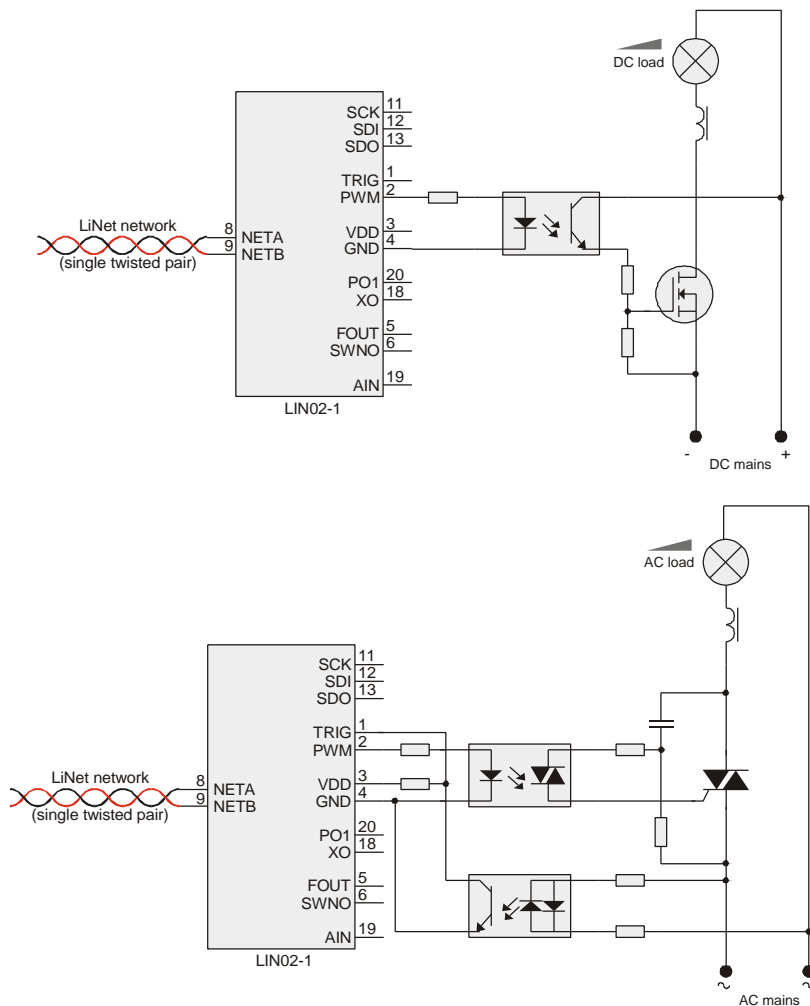 DC load
SCK 11
SDI 12
SDO 13
TRIG 1
PWM 2
LiNet network
8 NETA
VDD 3
(single twisted pair)
9 NETB
GND 4
PO1 20
XO 18
FOUT 5
SWNO 6
AIN 19
LIN02-1
- +
DC mains
AC load
SCK 11
SDI 12
SDO 13
TRIG 1
PWM 2
LiNet network
8 NETA
VDD 3
(single twisted pair)
9 NETB
GND 4
PO1 20
XO 18
FOUT 5
SWNO 6
AIN 19
LIN02-1
~ ~
AC mains